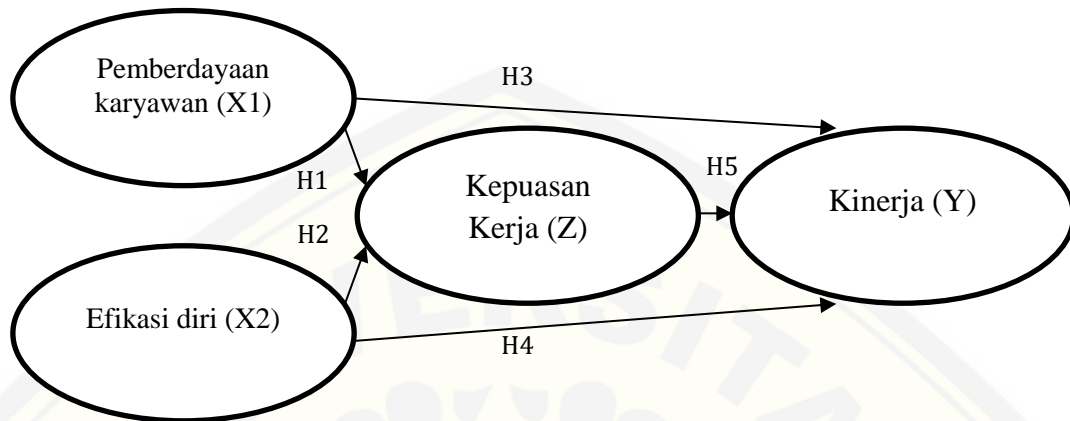 Pemberdayaan
karyawan (X1)
H3
H1
Kepuasan
Kerja (Z)
H5
Kinerja (Y)
H2
Efikasi diri (X2)
H4